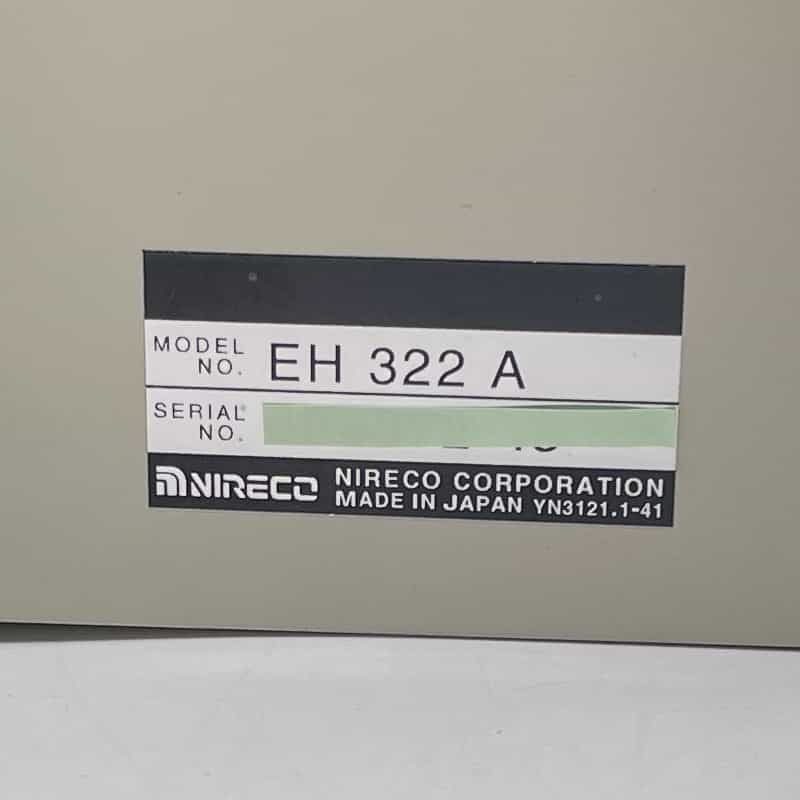 MODEL NO. EH 322 A
SERIAL NO.
NIRECO NIRECO CORPORATION
MADE IN JAPAN YN3121.1-41